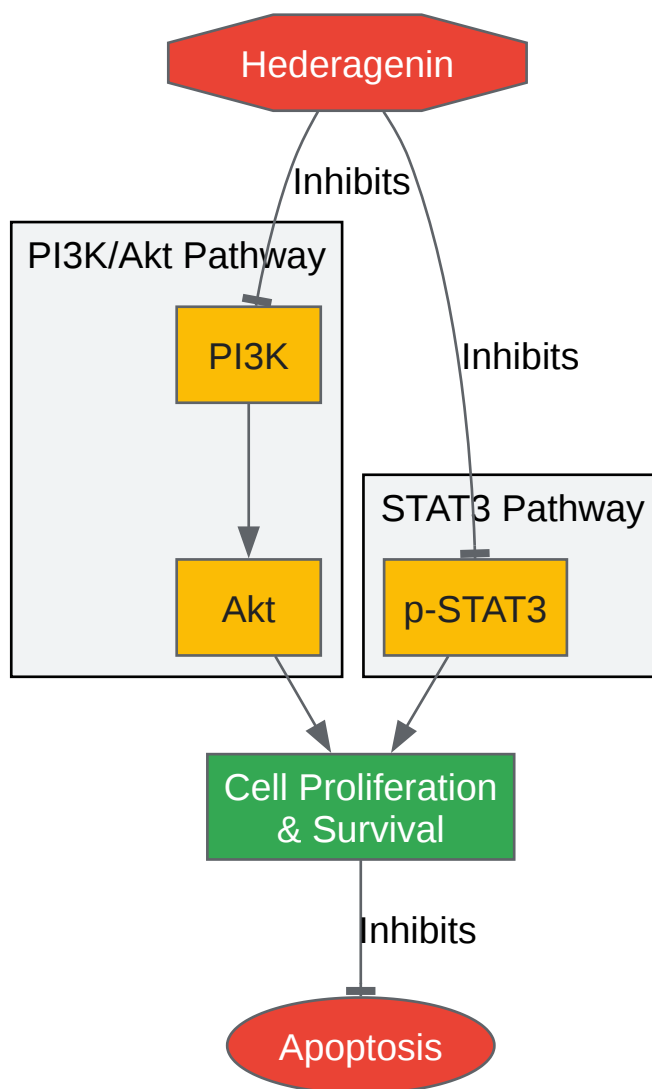 Hederagenin
Inhibits
PI3K/Akt Pathway
PI3K
Inhibits
STAT3 Pathway
Akt
p-STAT3
Cell Proliferation
& Survival
Inhibits
Apoptosis